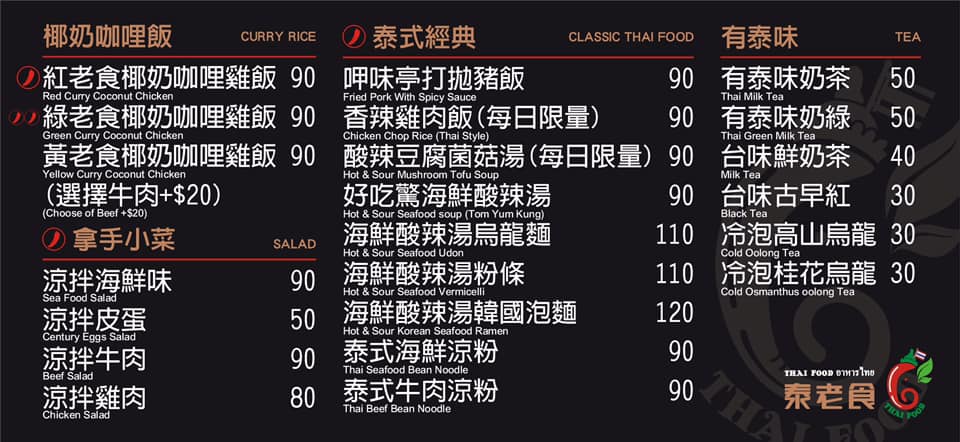 椰奶咖哩飯 CURRY RICE
紅老食椰奶咖哩雞飯 90
Red Curry Coconut Chicken
綠老食椰奶咖哩雞飯 90
Green Curry Coconut Chicken
黃老食椰奶咖哩雞飯 90
Yellow Curry Coconut Chicken
(選擇牛肉+$20)
(Choose of Beef +$20)
拿手小菜 SALAD
涼拌海鮮味 90
Sea Food Salad
涼拌皮蛋 50
Century Eggs Salad
涼拌牛肉 90
Beef Salad
涼拌雞肉 80
Chicken Salad
泰式經典 CLASSIC THAI FOOD
呷味亭打拋豬飯 90
Fried Pork With Spicy Sauce
香辣雞肉飯(每日限量) 90
Chicken Chop Rice (Thai Style)
酸辣豆腐菌菇湯(每日限量) 90
Hot & Sour Mushroom Tofu Soup
好吃驚海鮮酸辣湯 90
Hot & Sour Seafood soup (Tom Yum Kung)
海鮮酸辣湯烏龍麵 110
Hot & Sour Seafood Udon
海鮮酸辣湯粉條 110
Hot & Sour Seafood Vermicelli
海鮮酸辣湯韓國泡麵 120
Hot & Sour Korean Seafood Ramen
泰式海鮮涼粉 90
Thai Seafood Bean Noodle
泰式牛肉涼粉 90
Thai Beef Bean Noodle
有泰味 TEA
有泰味奶茶 50
Thai Milk Tea
有泰味奶綠 50
Thai Green Milk Tea
台味鮮奶茶 40
Milk Tea
台味古早紅 30
Black Tea
冷泡高山烏龍 30
Cold Oolong Tea
冷泡桂花烏龍 30
Cold Osmanthus oolong Tea
THAI FOOD อาหารไทย
泰老食
THAI FOOD
THAI FOOD